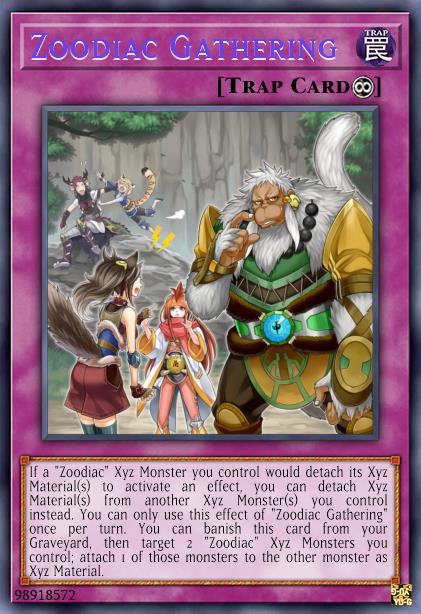 Zoodiac Gathering
TRAP
罠
[Trap Card]
If a "Zoodiac" Xyz Monster you control would detach its Xyz
Material(s) to activate an effect, you can detach Xyz
Material(s) from another Xyz Monster(s) you control
instead. You can only use this effect of "Zoodiac Gathering"
once per turn. You can banish this card from your
Graveyard, then target 2 "Zoodiac" Xyz Monsters you
control; attach 1 of those monsters to the other monster as
Xyz Material.
98918572